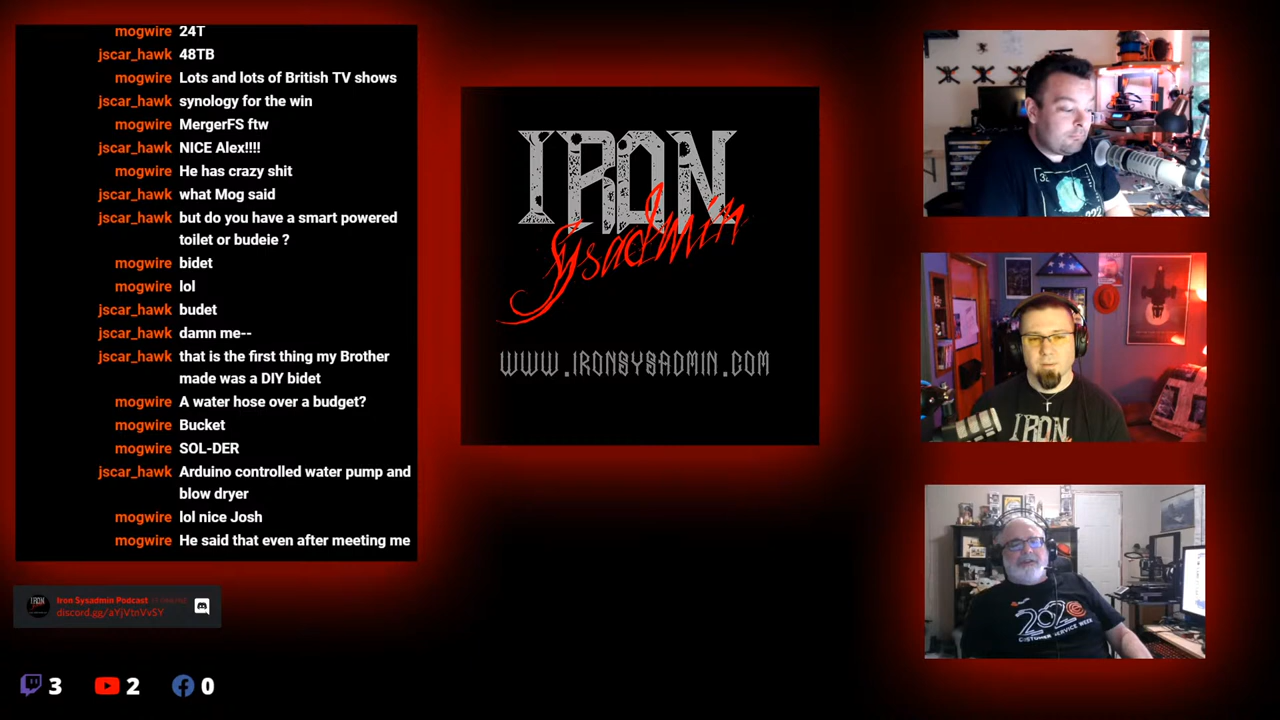 mogwire 24T
jscar_hawk 48TB
mogwire Lots and lots of British TV shows
jscar_hawk synology for the win
mogwire MergerFS ftw
jscar_hawk NICE Alex!!!!
mogwire He has crazy shit
jscar_hawk what Mog said
jscar_hawk but do you have a smart powered
toilet or budeie ?
mogwire bidet
mogwire lol
jscar_hawk budet
jscar_hawk damn me--
jscar_hawk that is the first thing my Brother
made was a DIY bidet
mogwire A water hose over a budget?
mogwire Bucket
mogwire SOL-DER
jscar_hawk Arduino controlled water pump and
blow dryer
mogwire lol nice Josh
mogwire He said that even after meeting me
Iron Sysadmin Podcast
discord.gg/aYjVtnVvSY
3 2 0
IRON
sysadmin
WWW.IRONSYSADMIN.COM
IRON
2020
CUSTOMER SERVICE WEEK